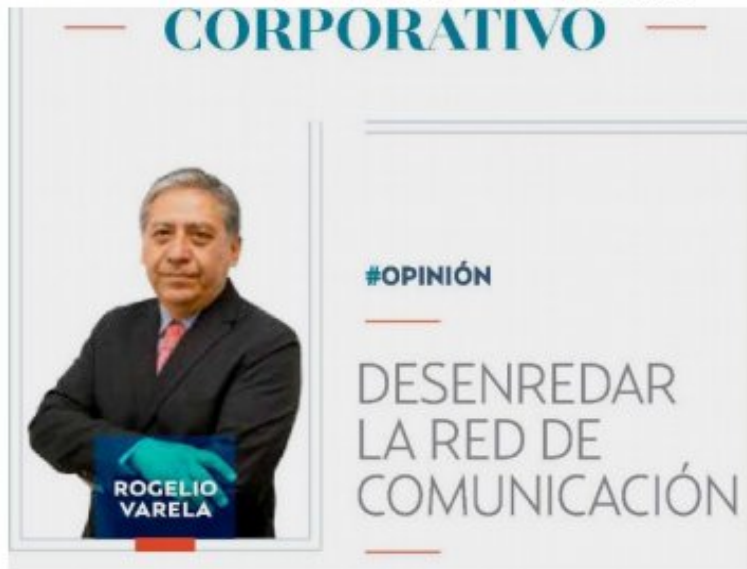 CORPORATIVO
#OPINIÓN
DESENREDAR
LA RED DE
COMUNICACIÓN
ROGELIO
VARELA